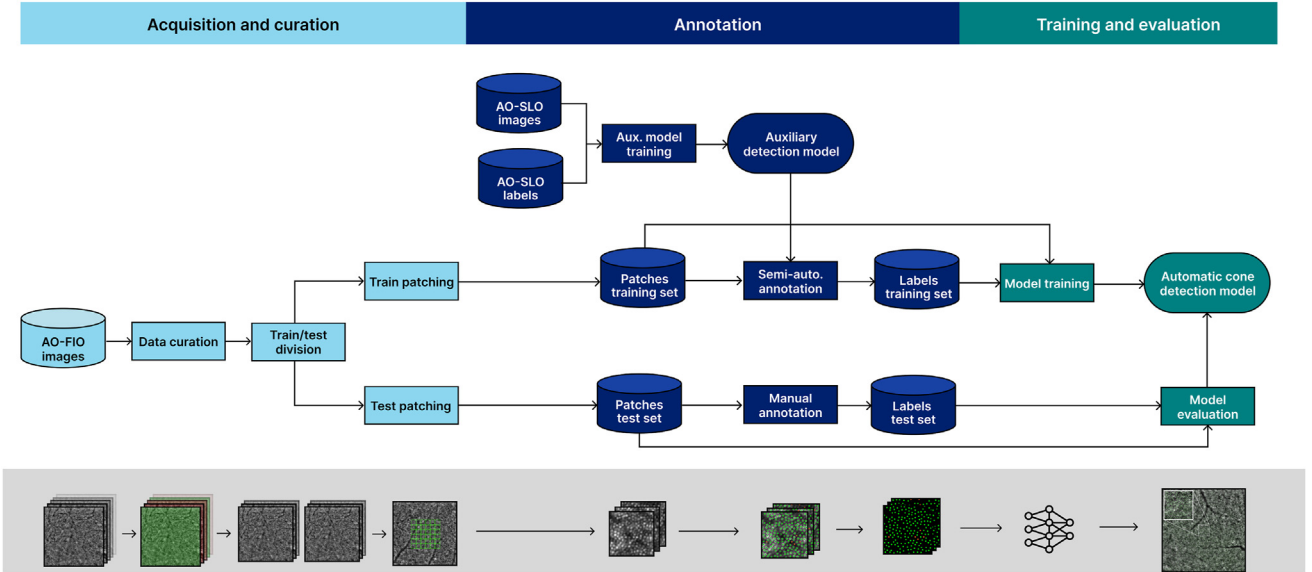 Acquisition and curation
Annotation
Training and evaluation
AO-SLO
images
Aux. model
training
Auxiliary
detection model
AO-SLO
labels
Train patching
Patches
training set
Semi-auto.
annotation
Labels
training set
Model training
Automatic cone
detection model
AO-FIO
images
Data curation
Train/test
division
Test patching
Patches
test set
Manual
annotation
Labels
test set
Model
evaluation